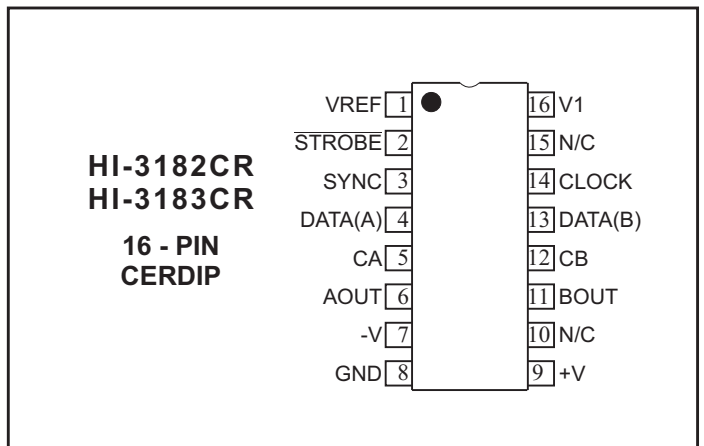 HI-3182CR
HI-3183CR
16 - PIN
CERDIP
VREF 1 16 V1
S̅T̅R̅O̅B̅E̅ 2 15 N/C
SYNC 3 14 CLOCK
DATA(A) 4 13 DATA(B)
CA 5 12 CB
AOUT 6 11 BOUT
-V 7 10 N/C
GND 8 9 +V